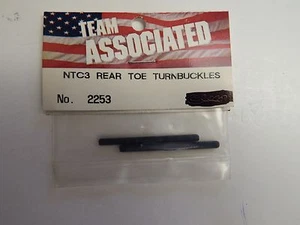 TEAM
ASSOCIATED
NTC3 REAR TOE TURNBUCKLES
No. 2253